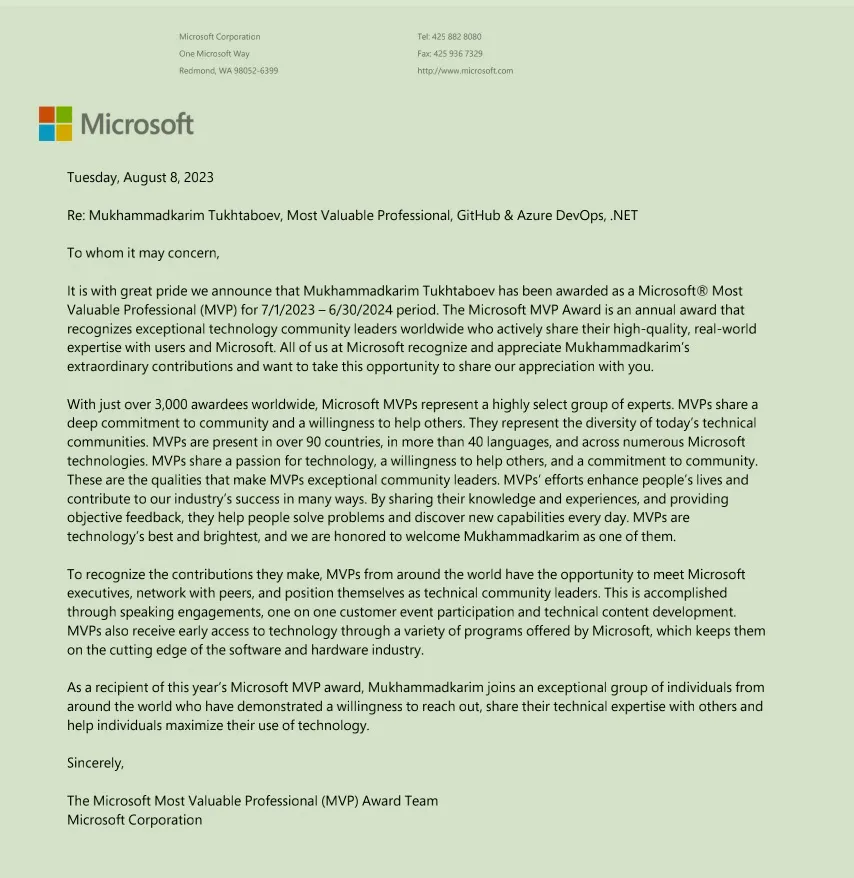 Microsoft Corporation
One Microsoft Way
Redmond, WA 98052-6399
Tel: 425 882 8080
Fax: 425 936 7329
http://www.microsoft.com
Microsoft
Tuesday, August 8, 2023
Re: Mukhammadkarim Tukhtaboev, Most Valuable Professional, GitHub & Azure DevOps, .NET
To whom it may concern,
It is with great pride we announce that Mukhammadkarim Tukhtaboev has been awarded as a Microsoft® Most
Valuable Professional (MVP) for 7/1/2023 – 6/30/2024 period. The Microsoft MVP Award is an annual award that
recognizes exceptional technology community leaders worldwide who actively share their high-quality, real-world
expertise with users and Microsoft. All of us at Microsoft recognize and appreciate Mukhammadkarim’s
extraordinary contributions and want to take this opportunity to share our appreciation with you.
With just over 3,000 awardees worldwide, Microsoft MVPs represent a highly select group of experts. MVPs share a
deep commitment to community and a willingness to help others. They represent the diversity of today’s technical
communities. MVPs are present in over 90 countries, in more than 40 languages, and across numerous Microsoft
technologies. MVPs share a passion for technology, a willingness to help others, and a commitment to community.
These are the qualities that make MVPs exceptional community leaders. MVPs’ efforts enhance people’s lives and
contribute to our industry’s success in many ways. By sharing their knowledge and experiences, and providing
objective feedback, they help people solve problems and discover new capabilities every day. MVPs are
technology’s best and brightest, and we are honored to welcome Mukhammadkarim as one of them.
To recognize the contributions they make, MVPs from around the world have the opportunity to meet Microsoft
executives, network with peers, and position themselves as technical community leaders. This is accomplished
through speaking engagements, one on one customer event participation and technical content development.
MVPs also receive early access to technology through a variety of programs offered by Microsoft, which keeps them
on the cutting edge of the software and hardware industry.
As a recipient of this year’s Microsoft MVP award, Mukhammadkarim joins an exceptional group of individuals from
around the world who have demonstrated a willingness to reach out, share their technical expertise with others and
help individuals maximize their use of technology.
Sincerely,
The Microsoft Most Valuable Professional (MVP) Award Team
Microsoft Corporation